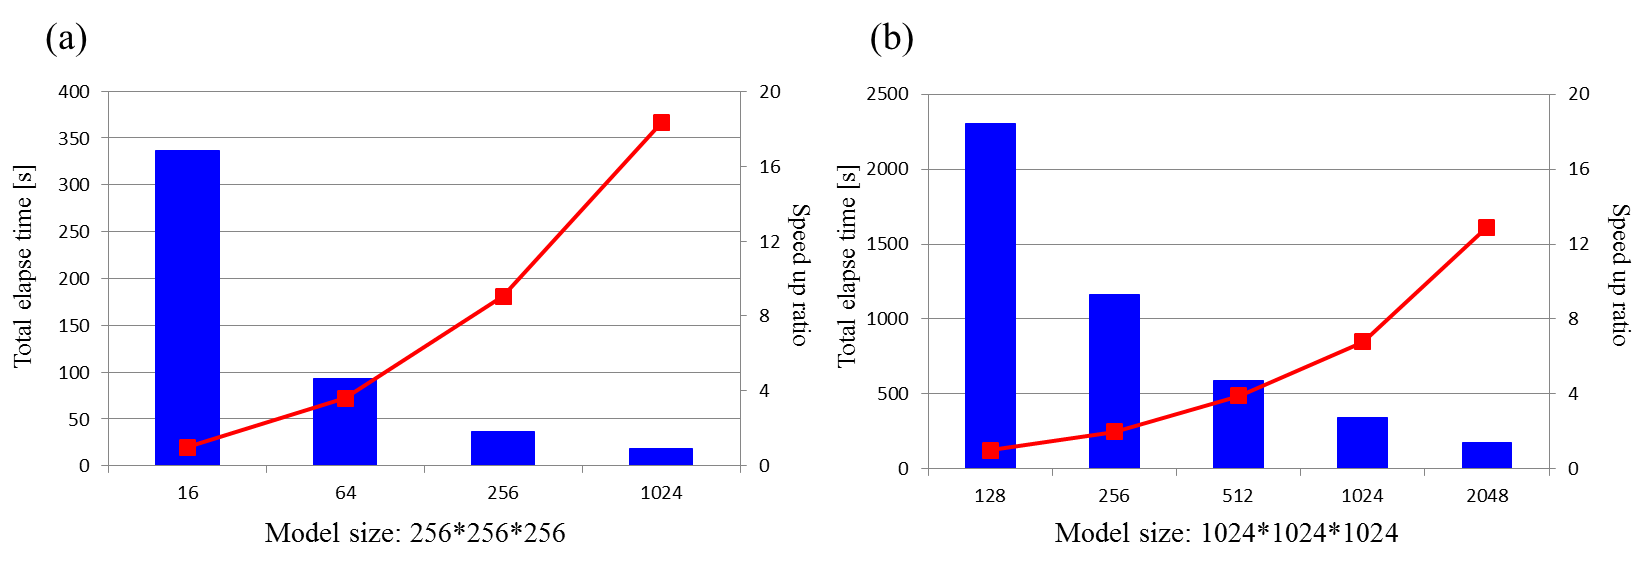 (a)
400
350
300
250
200
150
100
50
0
Total elapse time [s]
20
16
12
8
4
0
Speed up ratio
16 64 256 1024
Model size: 256*256*256
(b)
2500
2000
1500
1000
500
0
Total elapse time [s]
20
16
12
8
4
0
Speed up ratio
128 256 512 1024 2048
Model size: 1024*1024*1024